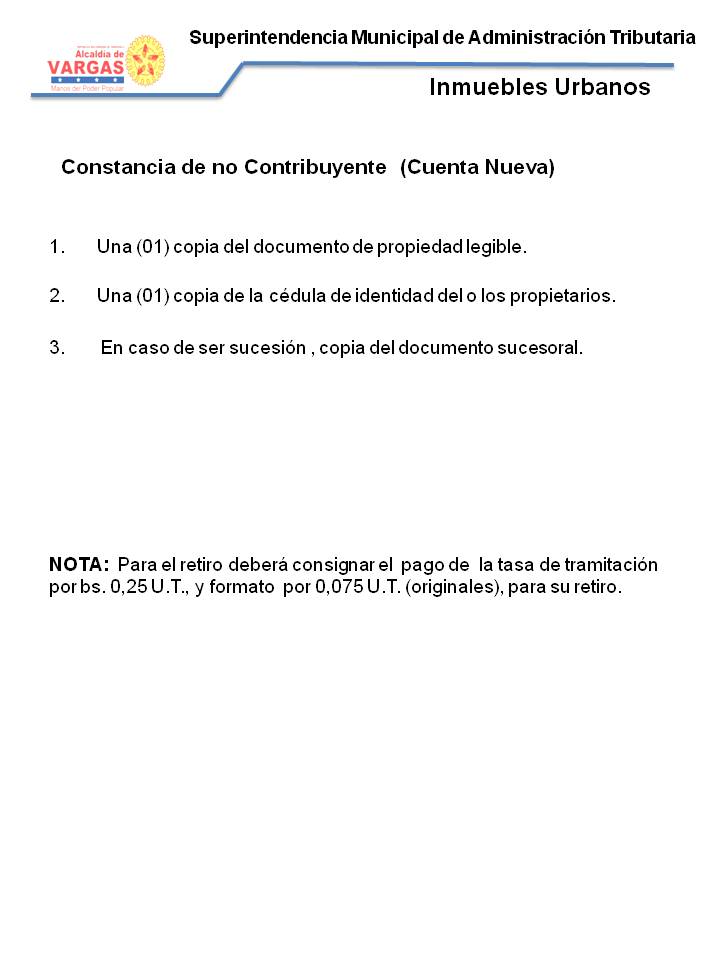 Alcaldía de
VARGAS
Manos del Poder Popular
Superintendencia Municipal de Administración Tributaria
Inmuebles Urbanos
Constancia de no Contribuyente (Cuenta Nueva)
1. Una (01) copia del documento de propiedad legible.
2. Una (01) copia de la cédula de identidad del o los propietarios.
3. En caso de ser sucesión , copia del documento sucesoral.
NOTA: Para el retiro deberá consignar el pago de la tasa de tramitación
por bs. 0,25 U.T., y formato por 0,075 U.T. (originales), para su retiro.